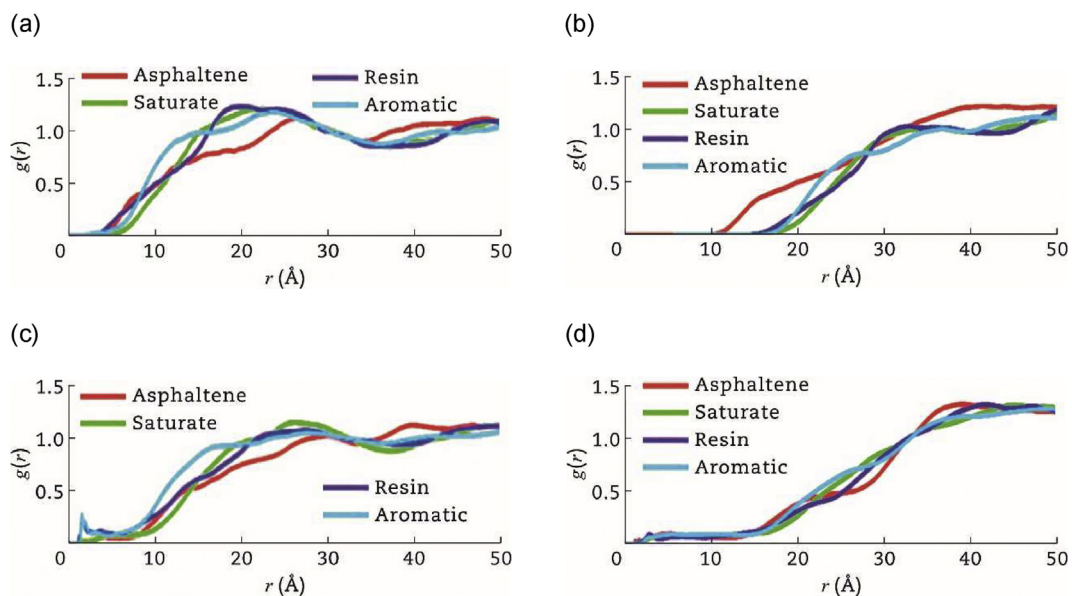 (a)
1.5
1.0
0.5
g(r)
Asphaltene
Saturate
Resin
Aromatic
0 10 20 30 40 50
r (Å)
(b)
1.5
1.0
0.5
g(r)
Asphaltene
Saturate
Resin
Aromatic
0 10 20 30 40 50
r (Å)
(c)
1.5
1.0
0.5
g(r)
Asphaltene
Saturate
Resin
Aromatic
0 10 20 30 40 50
r (Å)
(d)
1.5
1.0
0.5
g(r)
Asphaltene
Saturate
Resin
Aromatic
0 10 20 30 40 50
r (Å)